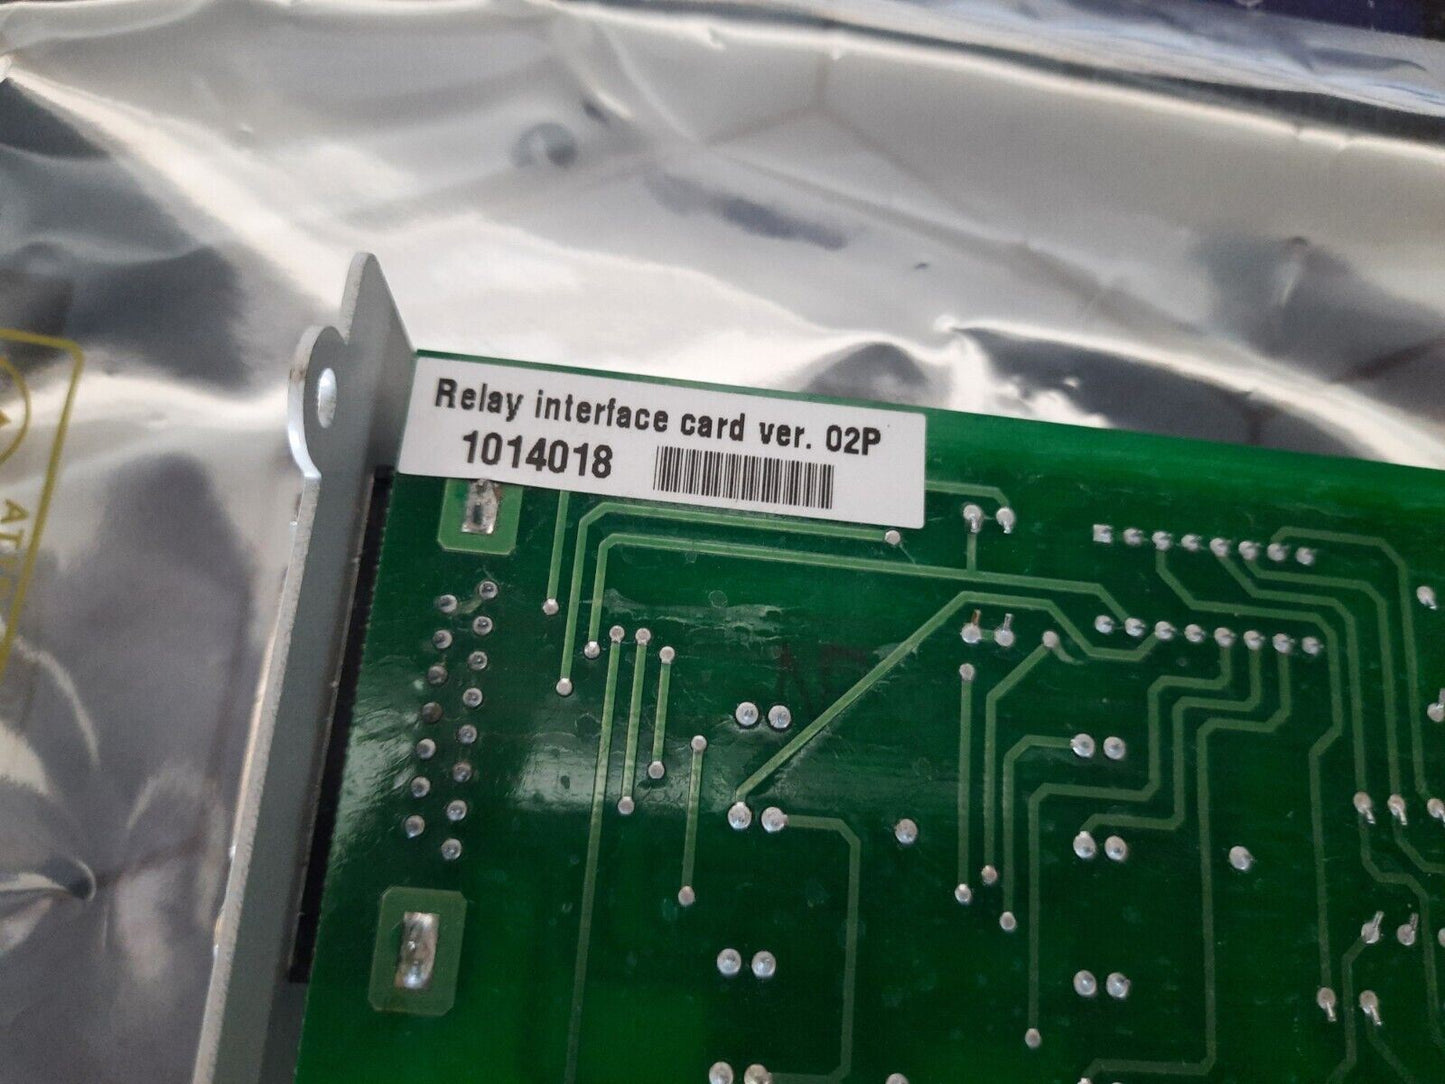 Relay interface card ver. 02P
1014018